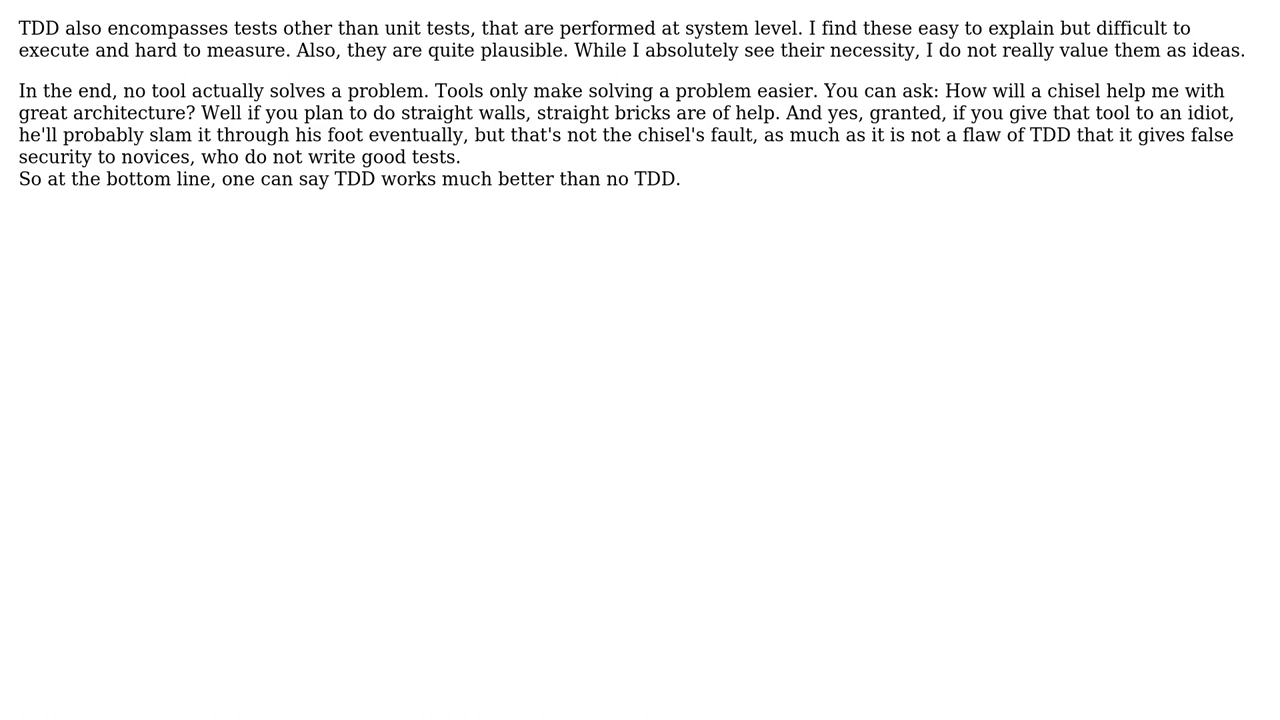 TDD also encompasses tests other than unit tests, that are performed at system level. I find these easy to explain but difficult to
execute and hard to measure. Also, they are quite plausible. While I absolutely see their necessity, I do not really value them as ideas.
In the end, no tool actually solves a problem. Tools only make solving a problem easier. You can ask: How will a chisel help me with
great architecture? Well if you plan to do straight walls, straight bricks are of help. And yes, granted, if you give that tool to an idiot,
he'll probably slam it through his foot eventually, but that's not the chisel's fault, as much as it is not a flaw of TDD that it gives false
security to novices, who do not write good tests.
So at the bottom line, one can say TDD works much better than no TDD.